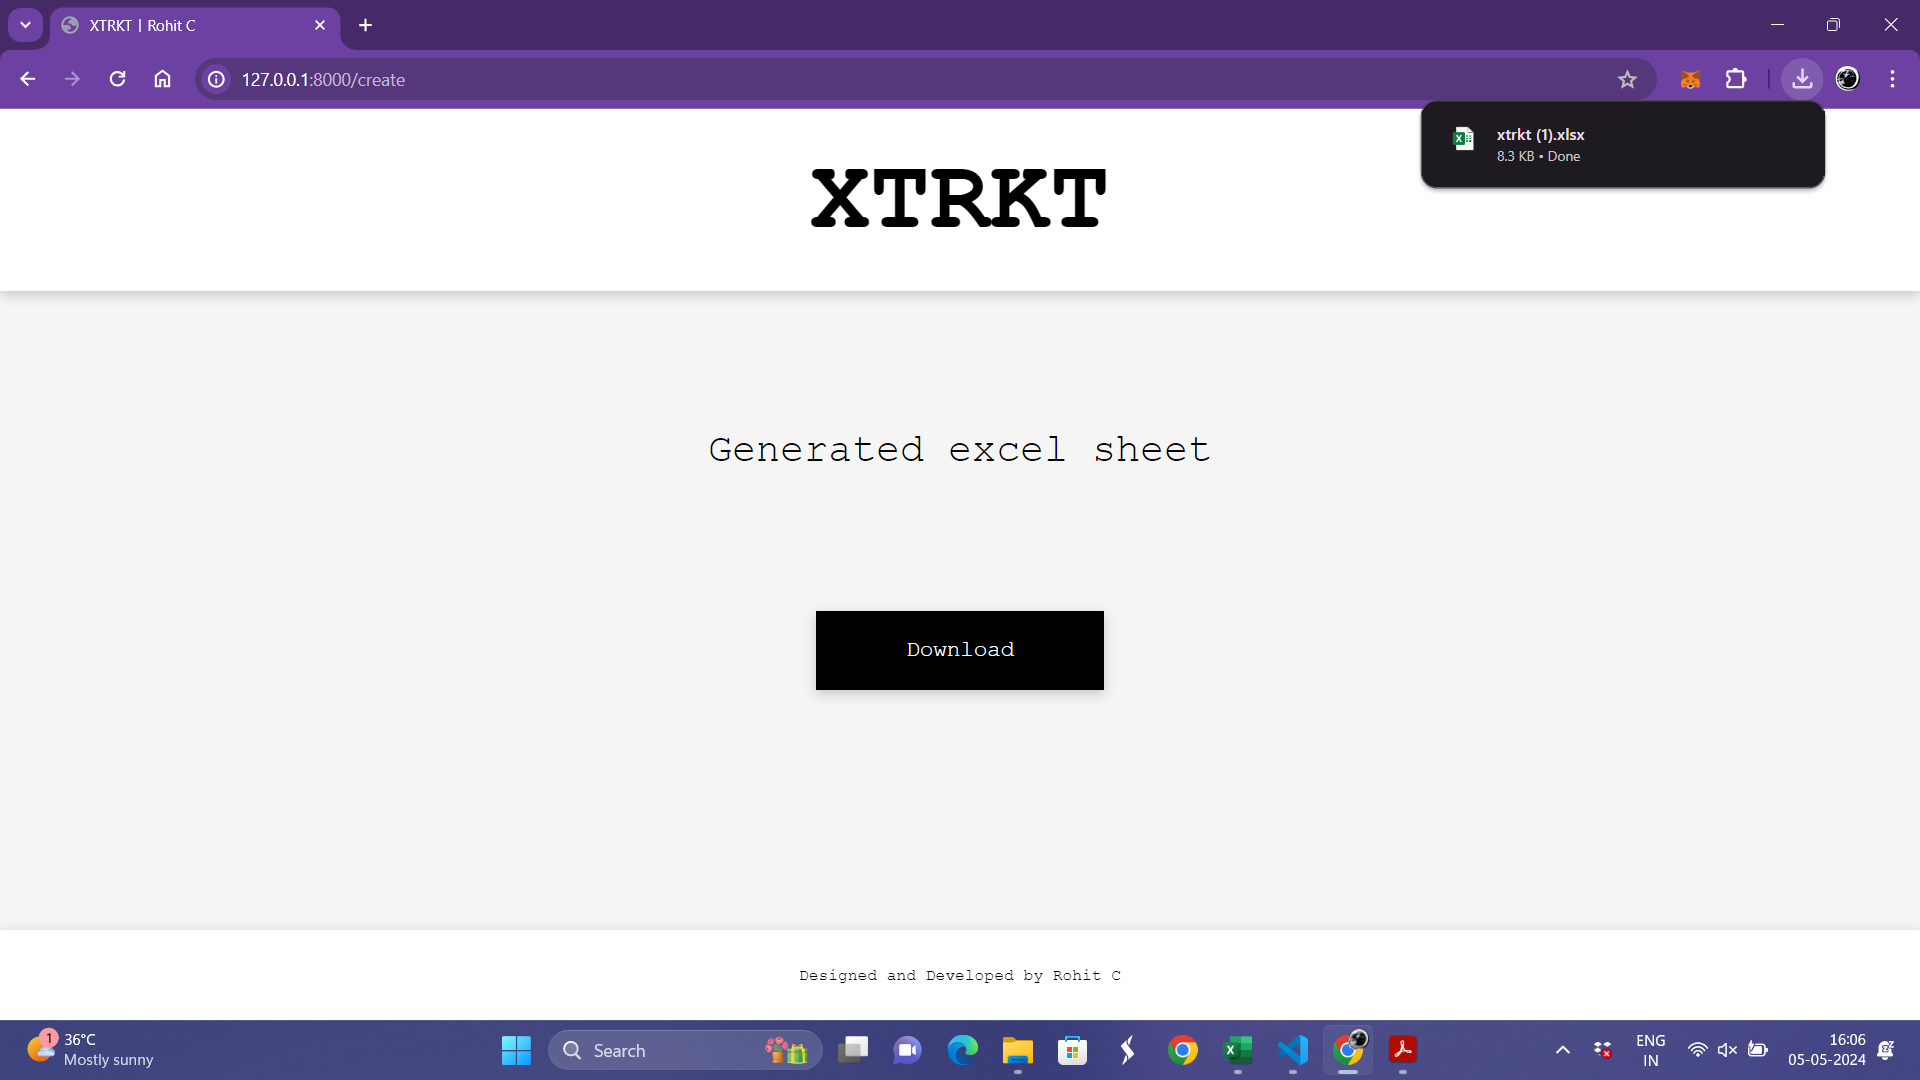 XTRKT | Rohit C
127.0.0.1:8000/create
xtrkt (1).xlsx
8.3 KB • Done
XTRKT
Generated excel sheet
Download
Designed and Developed by Rohit C
1
36°C
Mostly sunny
Search
ENG
IN
16:06
05-05-2024